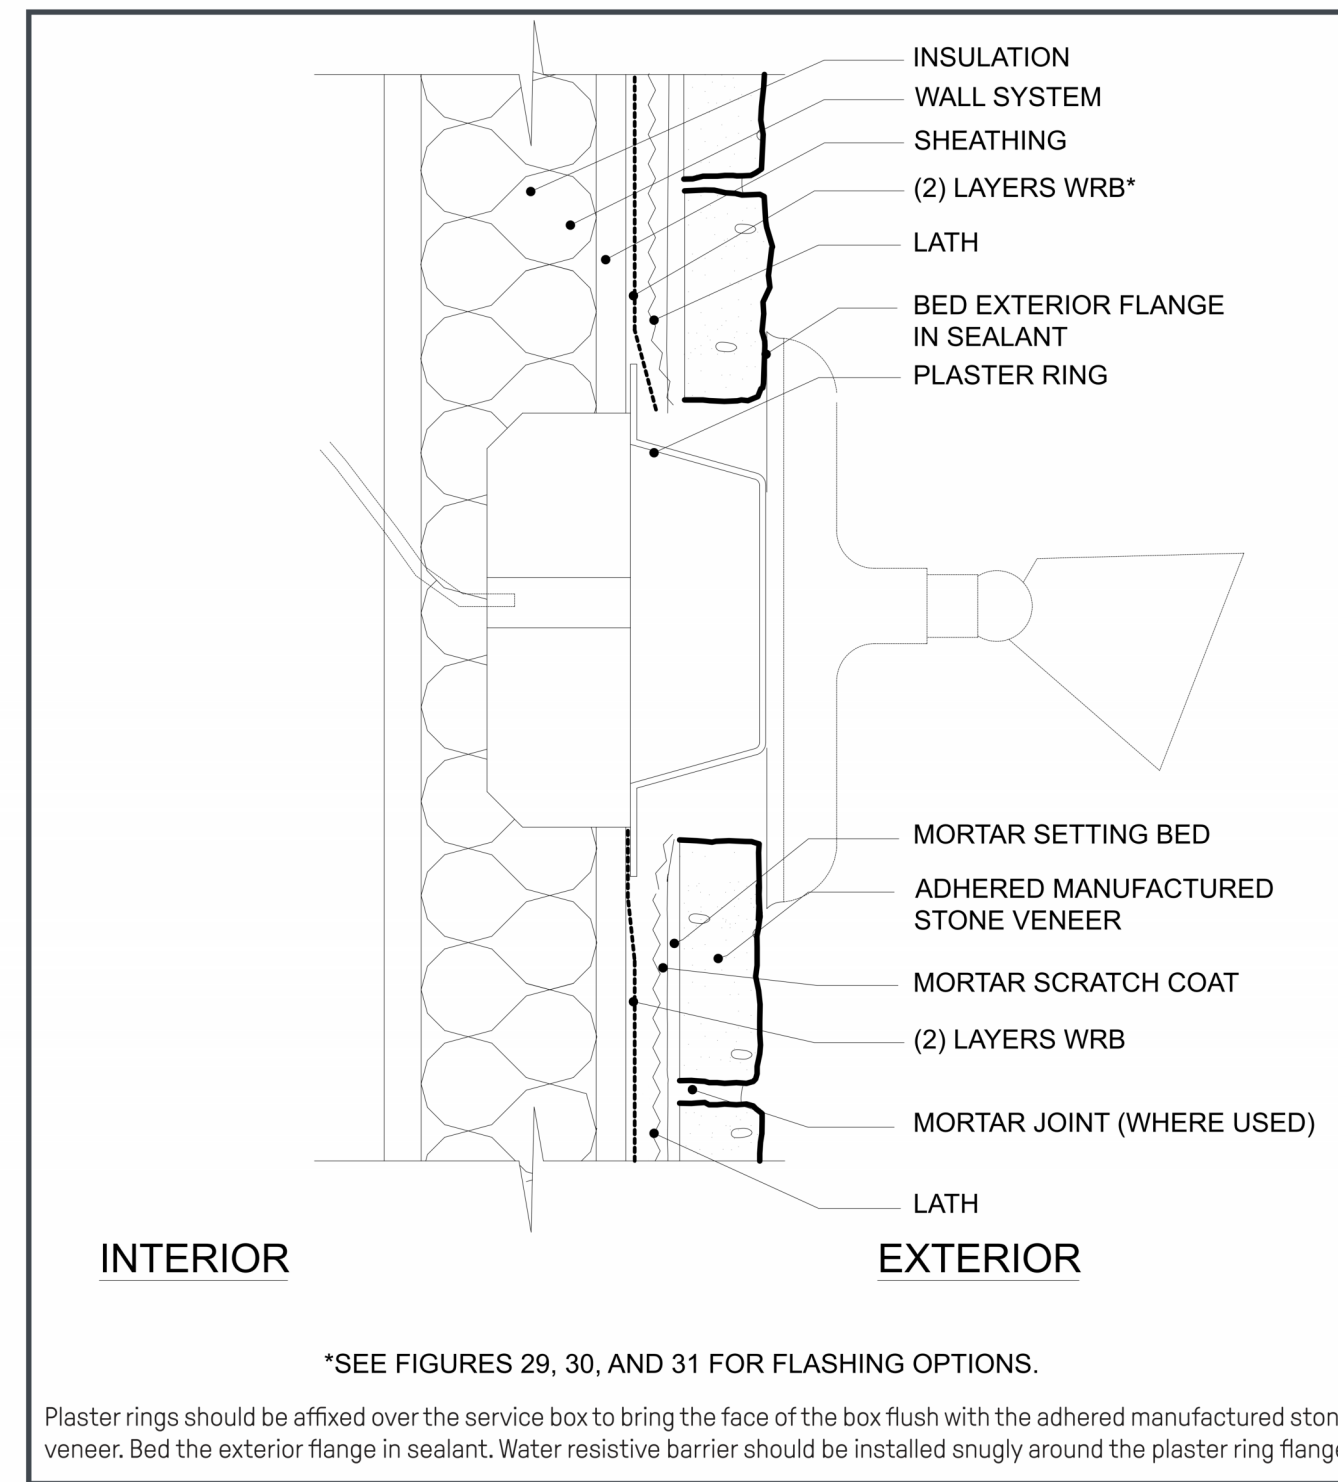 INSULATION
WALL SYSTEM
SHEATHING
(2) LAYERS WRB*
LATH
BED EXTERIOR FLANGE
IN SEALANT
PLASTER RING
MORTAR SETTING BED
ADHERED MANUFACTURED
STONE VENEER
MORTAR SCRATCH COAT
(2) LAYERS WRB
MORTAR JOINT (WHERE USED)
LATH
INTERIOR
EXTERIOR
*SEE FIGURES 29, 30, AND 31 FOR FLASHING OPTIONS.
Plaster rings should be affixed over the service box to bring the face of the box flush with the adhered manufactured ston
veneer. Bed the exterior flange in sealant. Water resistive barrier should be installed snugly around the plaster ring flange